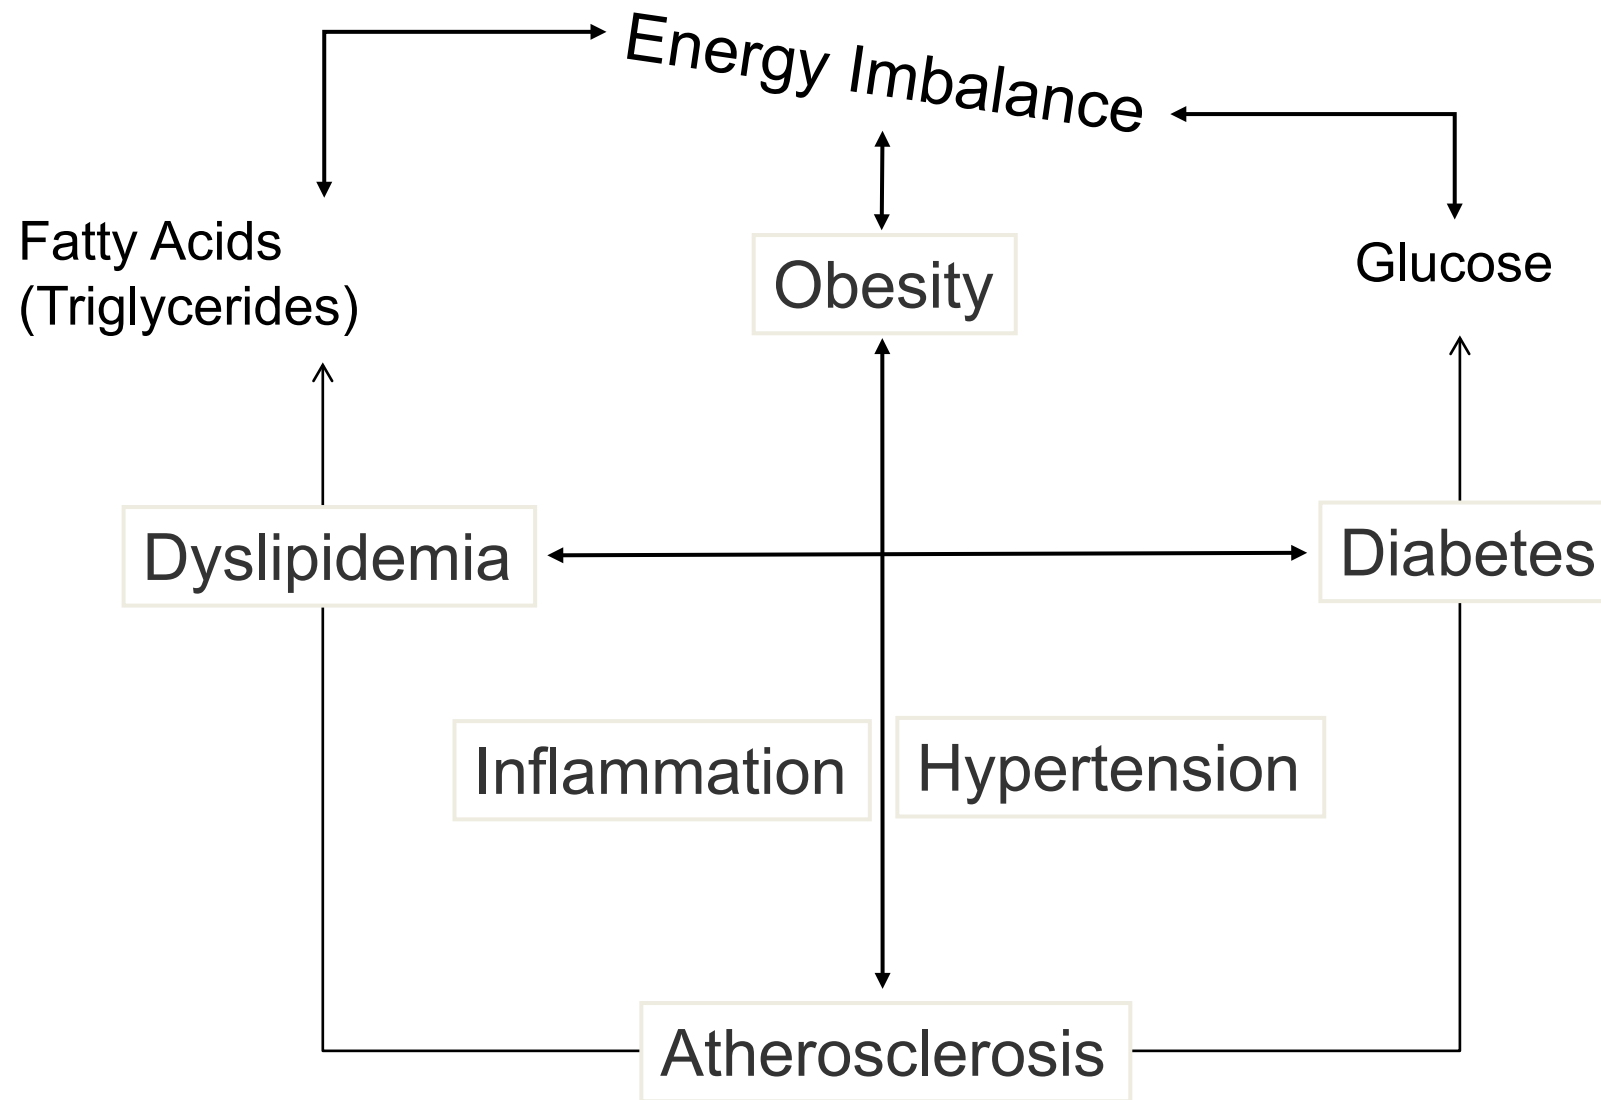 Energy Imbalance
Fatty Acids
(Triglycerides)
Obesity
Glucose
Dyslipidemia
Diabetes
Inflammation
Hypertension
Atherosclerosis